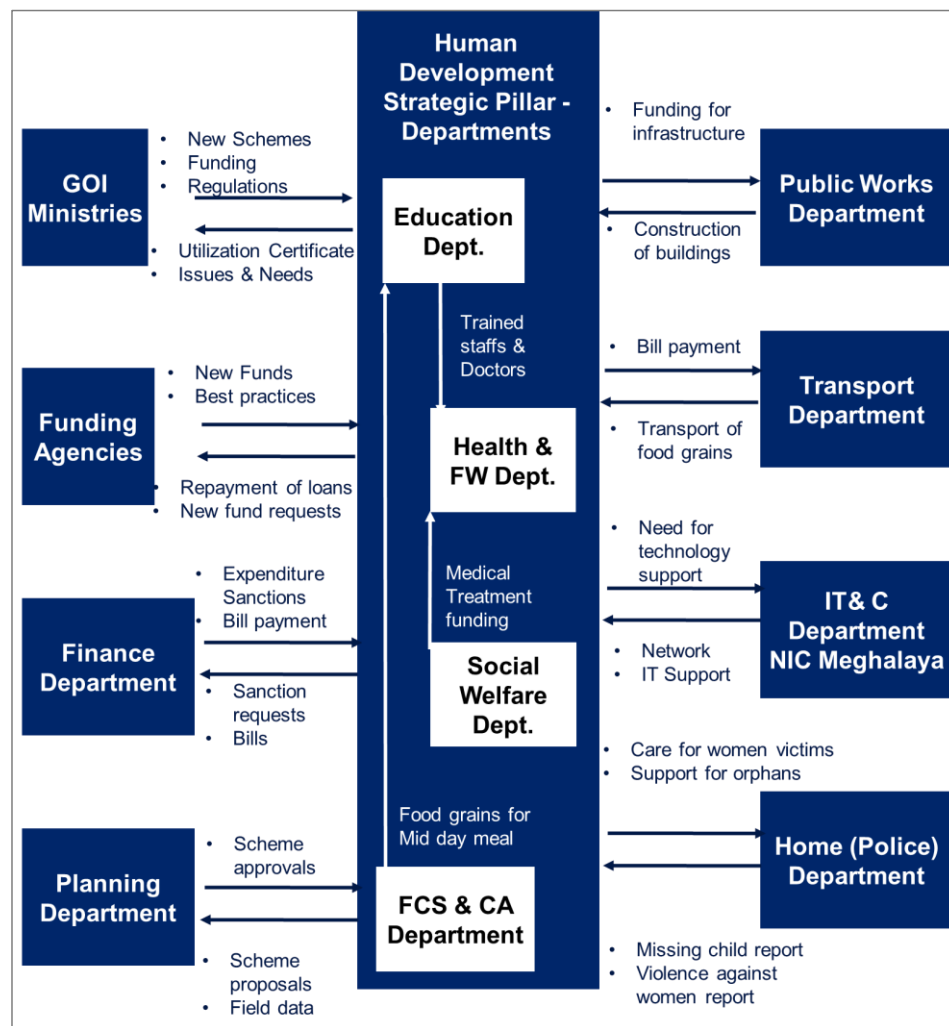 Human
Development
Strategic Pillar -
Departments
GOI
Ministries
• New Schemes
• Funding
• Regulations
• Utilization Certificate
• Issues & Needs
Funding
Agencies
• New Funds
• Best practices
• Repayment of loans
• New fund requests
Finance
Department
• Expenditure
Sanctions
• Bill payment
• Sanction
requests
• Bills
Planning
Department
• Scheme
approvals
• Scheme
proposals
• Field data
Education
Dept.
Trained
staffs &
Doctors
Health &
FW Dept.
Medical
Treatment
funding
Social
Welfare
Dept.
Food grains for
Mid day meal
FCS & CA
Department
• Funding for
infrastructure
Public Works
Department
• Construction
of buildings
• Bill payment
Transport
Department
• Transport of
food grains
• Need for
technology
support
IT& C
Department
NIC Meghalaya
• Network
• IT Support
• Care for women victims
• Support for orphans
Home (Police)
Department
• Missing child report
• Violence against
women report